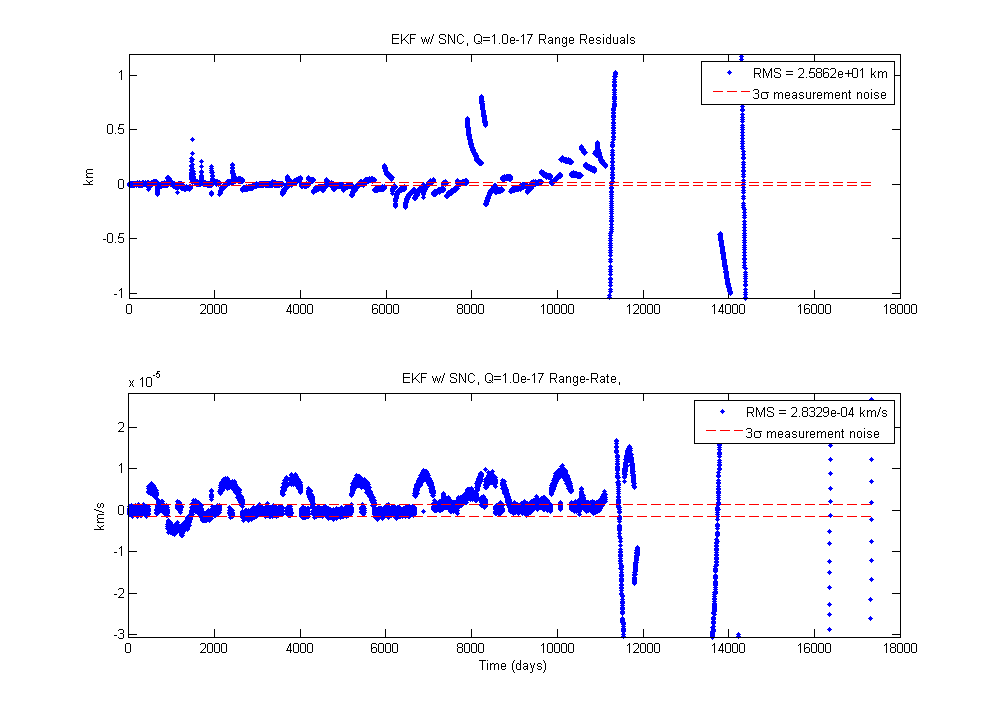 EKF w/ SNC, Q=1.0e-17 Range Residuals
RMS = 2.5862e+01 km
3σ measurement noise
km
1
0.5
0
-0.5
-1
0 2000 4000 6000 8000 10000 12000 14000 16000 18000
x 10-5
EKF w/ SNC, Q=1.0e-17 Range-Rate,
RMS = 2.8329e-04 km/s
3σ measurement noise
km/s
2
1
0
-1
-2
-3
0 2000 4000 6000 8000 10000 12000 14000 16000 18000
Time (days)